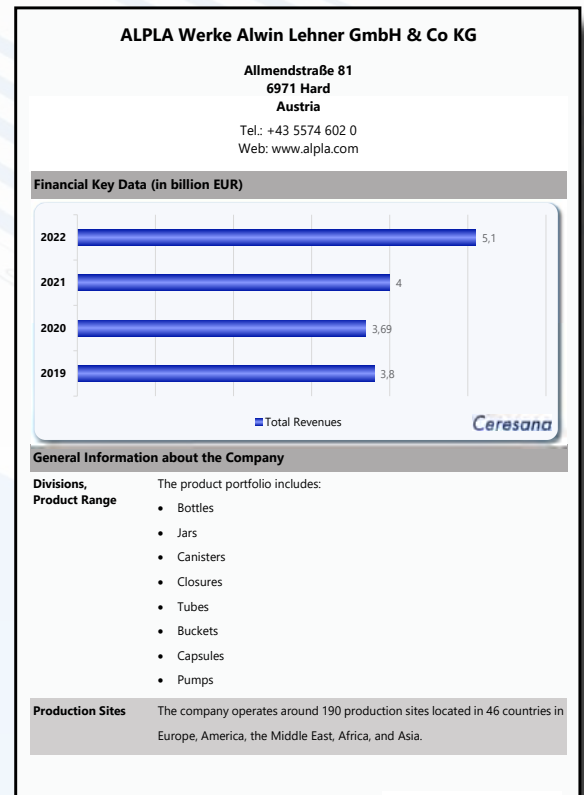 ALPLA Werke Alwin Lehner GmbH & Co KG
Allmendstraße 81
6971 Hard
Austria
Tel.: +43 5574 602 0
Web: www.alpla.com
Financial Key Data (in billion EUR)
2022 5,1
2021 4
2020 3,69
2019 3,8
Total Revenues
Ceresana
General Information about the Company
Divisions, Product Range
The product portfolio includes:
• Bottles
• Jars
• Canisters
• Closures
• Tubes
• Buckets
• Capsules
• Pumps
Production Sites
The company operates around 190 production sites located in 46 countries in
Europe, America, the Middle East, Africa, and Asia.